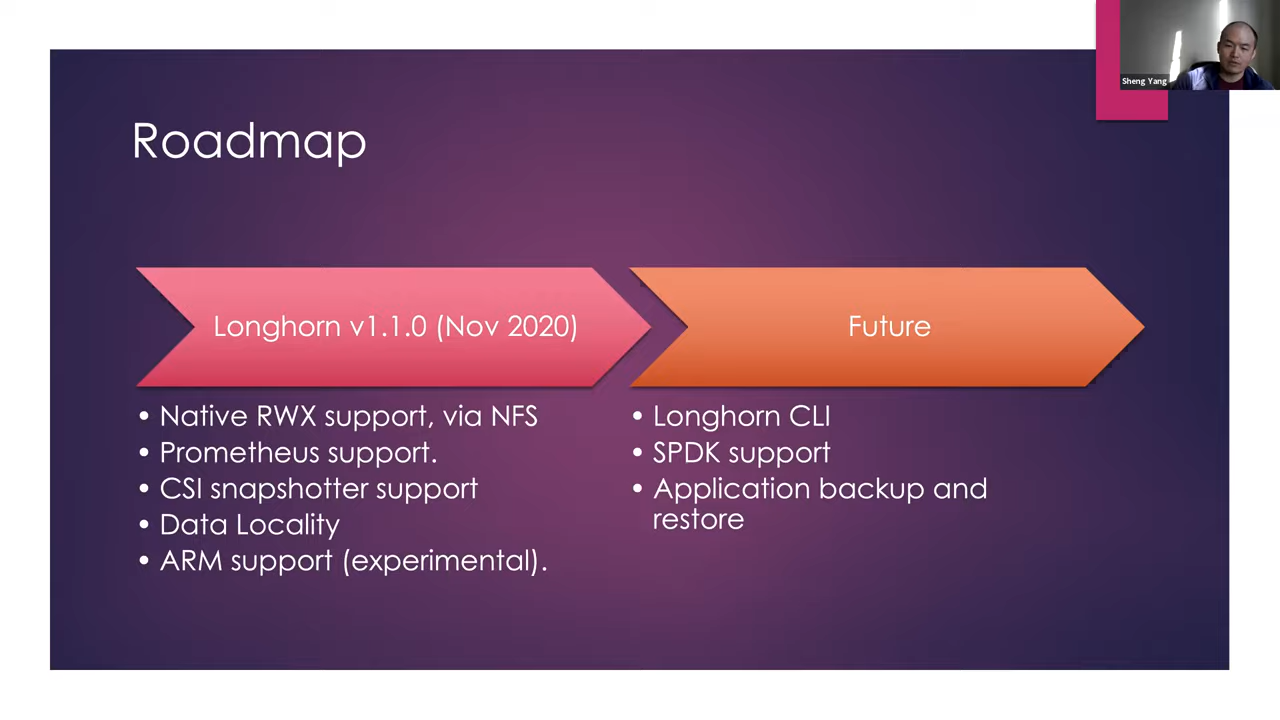 Sheng Yang
Roadmap
Longhorn v1.1.0 (Nov 2020)
• Native RWX support, via NFS
• Prometheus support.
• CSI snapshotter support
• Data Locality
• ARM support (experimental).
Future
• Longhorn CLI
• SPDK support
• Application backup and
restore